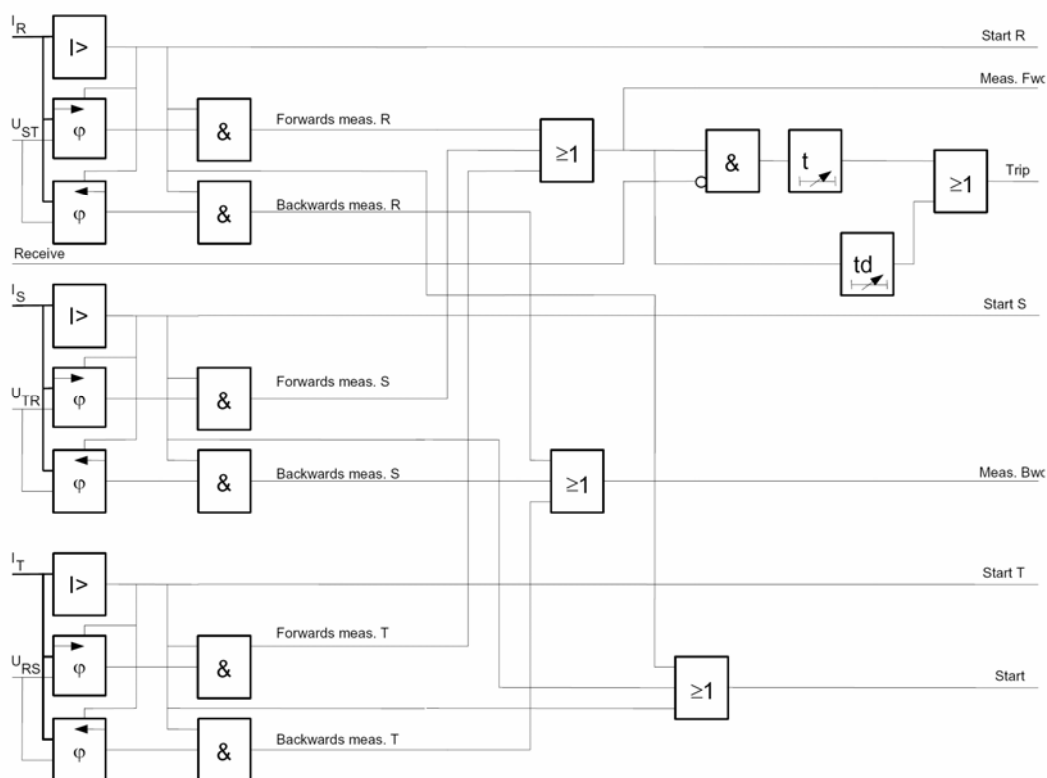 I_R
|>
Start R
Meas. Fwd
U_ST
φ
&
Forwards meas. R
≥1
&
t
≥1
Trip
φ
&
Backwards meas. R
Receive
td
I_S
|>
Start S
U_TR
φ
&
Forwards meas. S
φ
&
Backwards meas. S
≥1
Meas. Bwd
I_T
|>
Start T
U_RS
φ
&
Forwards meas. T
≥1
Start
φ
&
Backwards meas. T